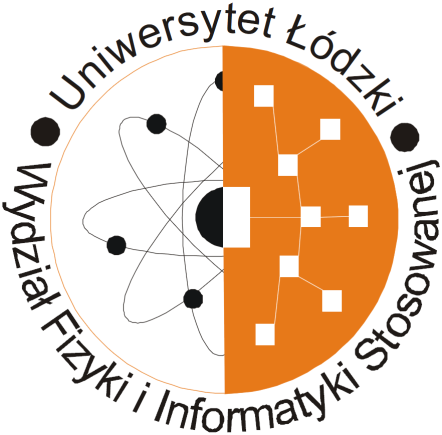 Uniwersytet Łódzki
Wydział Fizyki i Informatyki Stosowanej